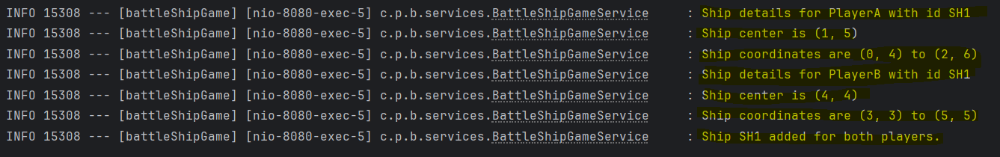 INFO 15308 --- [battleShipGame] [nio-8080-exec-5] c.p.b.services.BattleShipGameService : Ship details for PlayerA with id SH1
INFO 15308 --- [battleShipGame] [nio-8080-exec-5] c.p.b.services.BattleShipGameService : Ship center is (1, 5)
INFO 15308 --- [battleShipGame] [nio-8080-exec-5] c.p.b.services.BattleShipGameService : Ship coordinates are (0, 4) to (2, 6)
INFO 15308 --- [battleShipGame] [nio-8080-exec-5] c.p.b.services.BattleShipGameService : Ship details for PlayerB with id SH1
INFO 15308 --- [battleShipGame] [nio-8080-exec-5] c.p.b.services.BattleShipGameService : Ship center is (4, 4)
INFO 15308 --- [battleShipGame] [nio-8080-exec-5] c.p.b.services.BattleShipGameService : Ship coordinates are (3, 3) to (5, 5)
INFO 15308 --- [battleShipGame] [nio-8080-exec-5] c.p.b.services.BattleShipGameService : Ship SH1 added for both players.